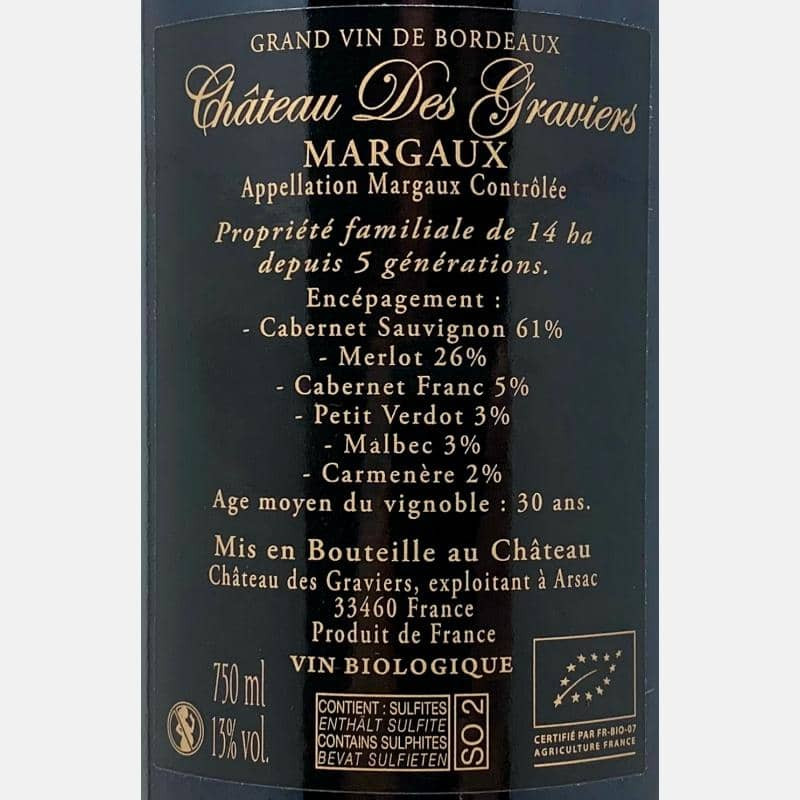 GRAND VIN DE BORDEAUX
Château Des Graviers
MARGAUX
Appellation Margaux Contrôlée
Propriété familiale de 14 ha
depuis 5 générations.
Encépagement :
- Cabernet Sauvignon 61%
- Merlot 26%
- Cabernet Franc 5%
- Petit Verdot 3%
- Malbec 3%
- Carmenère 2%
Age moyen du vignoble : 30 ans.
Mis en Bouteille au Château
Château des Graviers, exploitant à Arsac
33460 France
Produit de France
VIN BIOLOGIQUE
750 ml
13% vol.
CONTIENT : SULFITES
ENTHÄLT SULFITE
CONTAINS SULPHITES
BEVAT SULFIETEN
SO 2
CERTIFIÉ PAR FR-BIO-07
AGRICULTURE FRANCE